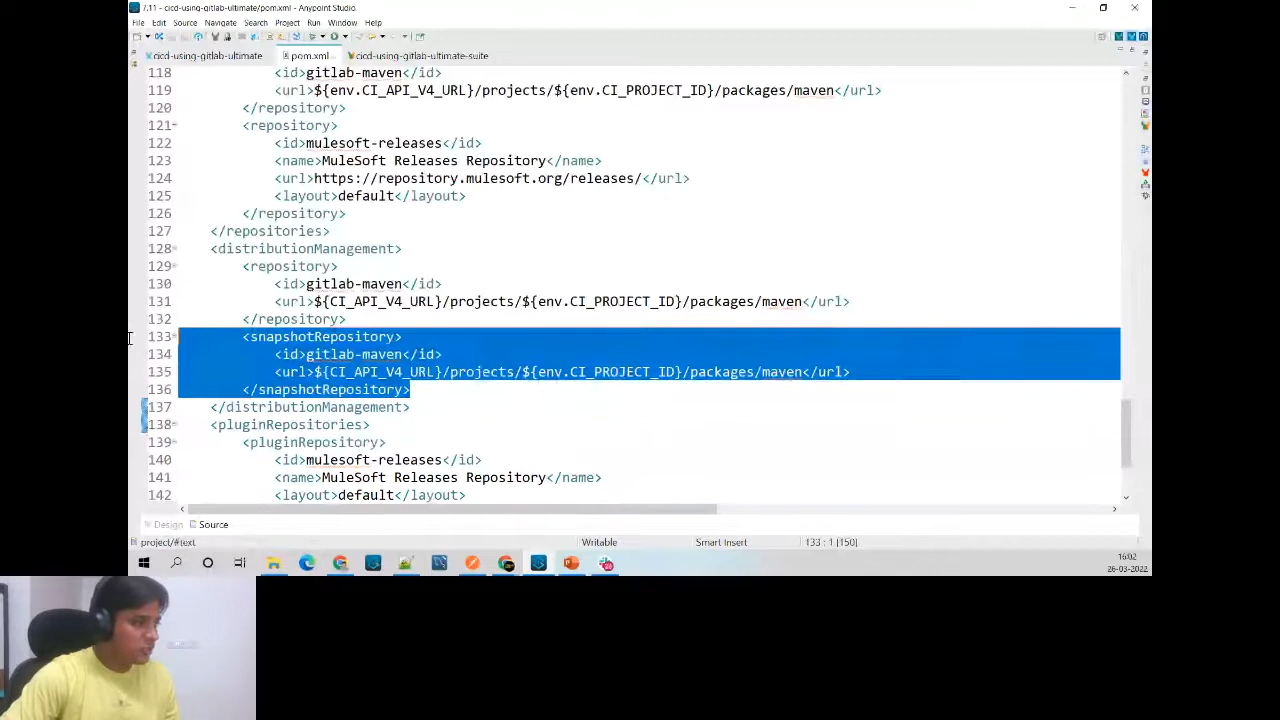 7.11 - cicd-using-gitlab-ultimate/pom.xml - Anypoint Studio
File Edit Source Navigate Search Project Run Window Help
cicd-using-gitlab-ultimate pom.xml cicd-using-gitlab-ultimate-suite
118 <id>gitlab-maven</id>
119 <url>${env.CI_API_V4_URL}/projects/${env.CI_PROJECT_ID}/packages/maven</url>
120 </repository>
121 <repository>
122 <id>mulesoft-releases</id>
123 <name>MuleSoft Releases Repository</name>
124 <url>https://repository.mulesoft.org/releases/</url>
125 <layout>default</layout>
126 </repository>
127 </repositories>
128 <distributionManagement>
129 <repository>
130 <id>gitlab-maven</id>
131 <url>${CI_API_V4_URL}/projects/${env.CI_PROJECT_ID}/packages/maven</url>
132 </repository>
133 <snapshotRepository>
134 <id>gitlab-maven</id>
135 <url>${CI_API_V4_URL}/projects/${env.CI_PROJECT_ID}/packages/maven</url>
136 </snapshotRepository>
137 </distributionManagement>
138 <pluginRepositories>
139 <pluginRepository>
140 <id>mulesoft-releases</id>
141 <name>MuleSoft Releases Repository</name>
142 <layout>default</layout>
Design Source
project/#text Writable Smart Insert 133 : 1 [150]
16:02
26-03-2022